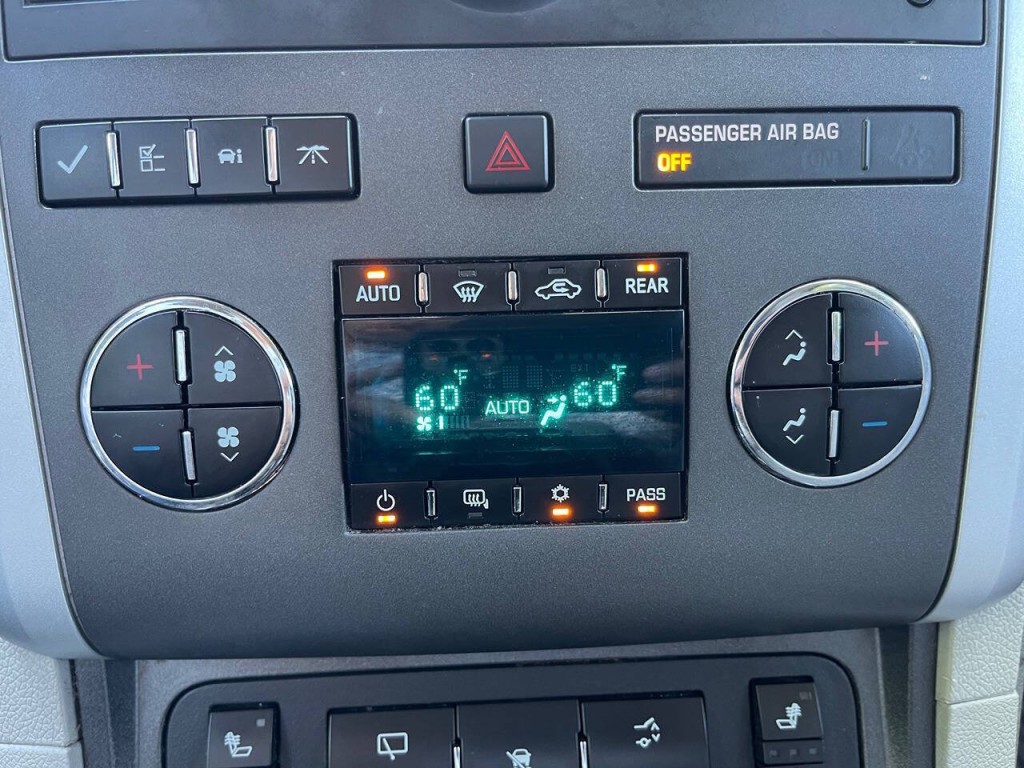 PASSENGER AIR BAG
OFF
ON
AUTO
REAR
60°F
60°F
AUTO
PASS